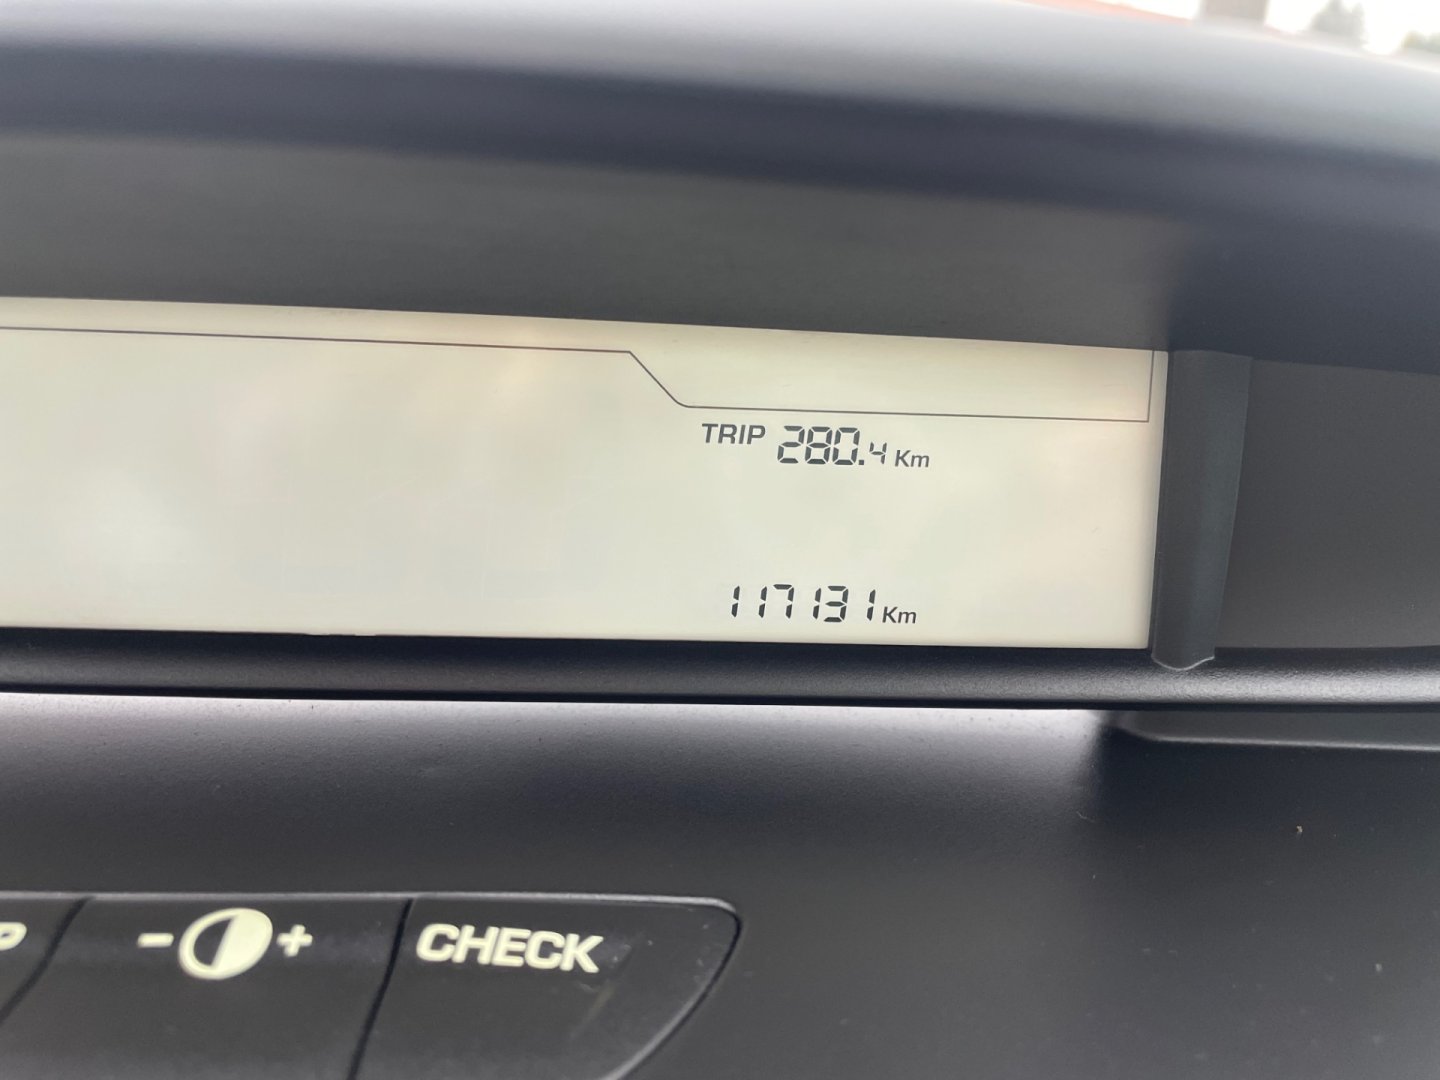 TRIP 280.4 Km
117131 Km
- + CHECK